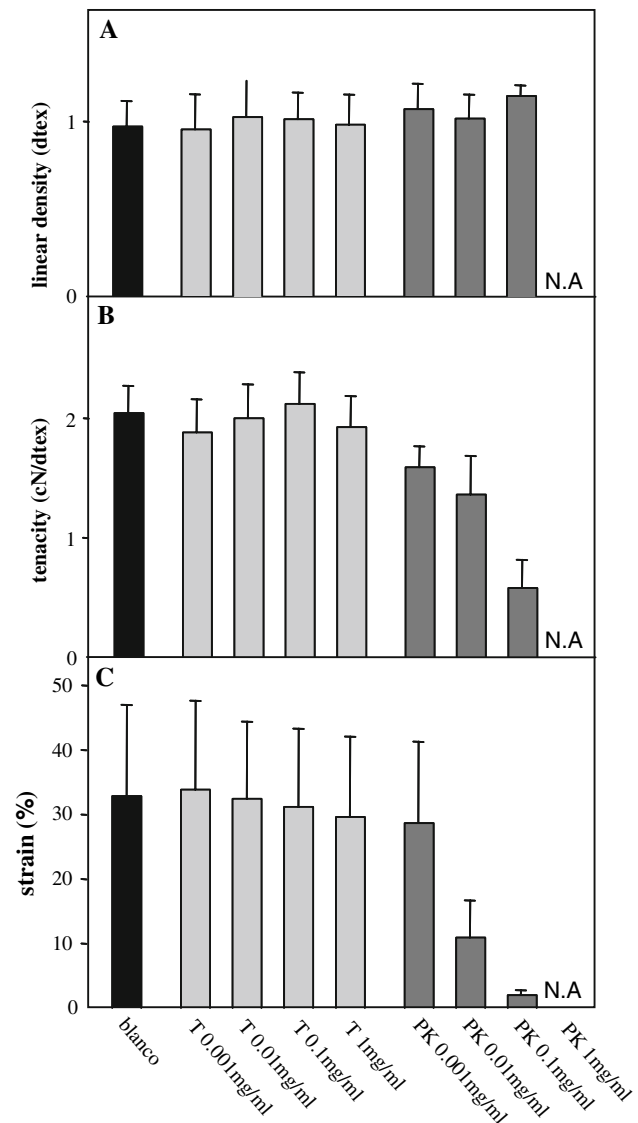 A
linear density (dtex)
1
0
N.A
B
tenacity (cN/dtex)
2
1
0
N.A
C
strain (%)
50
40
30
20
10
0
N.A
blanco
T 0.001mg/ml
T 0.01mg/ml
T 0.1mg/ml
T 1mg/ml
PK 0.001mg/ml
PK 0.01mg/ml
PK 0.1mg/ml
PK 1mg/ml